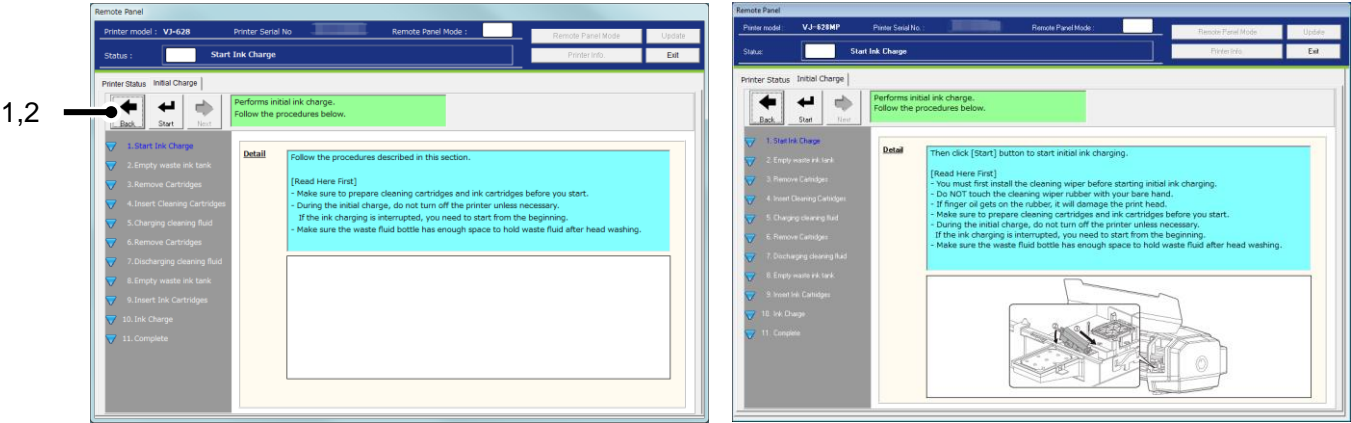 1,2
Remote Panel
Printer model : VJ-628 Printer Serial No Remote Panel Mode :
Remote Panel Mode Update
Status : Start Ink Charge
Printer Info. Exit
Printer Status Initial Charge
Back Start Next
Performs initial ink charge.
Follow the procedures below.
1.Start Ink Charge
2.Empty waste ink tank
3.Remove Cartridges
4.Insert Cleaning Cartridges
5.Charging cleaning fluid
6.Remove Cartridges
7.Discharging cleaning fluid
8.Empty waste ink tank
9.Insert Ink Cartridges
10.Ink Charge
11.Complete
Detail
Follow the procedures described in this section.
[Read Here First]
- Make sure to prepare cleaning cartridges and ink cartridges before you start.
- During the initial charge, do not turn off the printer unless
necessary.
If the ink charging is interrupted, you need to start from the
beginning.
- Make sure the waste fluid bottle has enough space to hold
waste fluid after head washing.
Remote Panel
Printer model : VJ-628MP Printer Serial No. : Remote Panel Mode :
Remote Panel Mode Update
Status: Start Ink Charge
Printer Info. Exit
Printer Status Initial Charge
Back Start Next
Performs initial ink charge.
Follow the procedures below.
1. Start Ink Charge
2. Empty waste ink tank
3. Remove Cartridges
4. Insert Cleaning Cartridges
5. Charging cleaning fluid
6. Remove Cartridges
7. Discharging cleaning fluid
8. Empty waste ink tank
9. Insert Ink Cartridges
10. Ink Charge
11. Complete
Detail
Then click [Start] button to start initial ink charging.
[Read Here First]
- You must first install the cleaning wiper before starting initial
ink charging.
- Do NOT touch the cleaning wiper rubber with your bare hand.
- If finger oil gets on the rubber, it will damage the print head.
- Make sure to prepare cleaning cartridges and ink cartridges before you start.
- During the initial charge, do not turn off the printer unless necessary.
If the ink charging is interrupted, you need to start from the beginning.
- Make sure the waste fluid bottle has enough space to hold waste fluid after head washing.